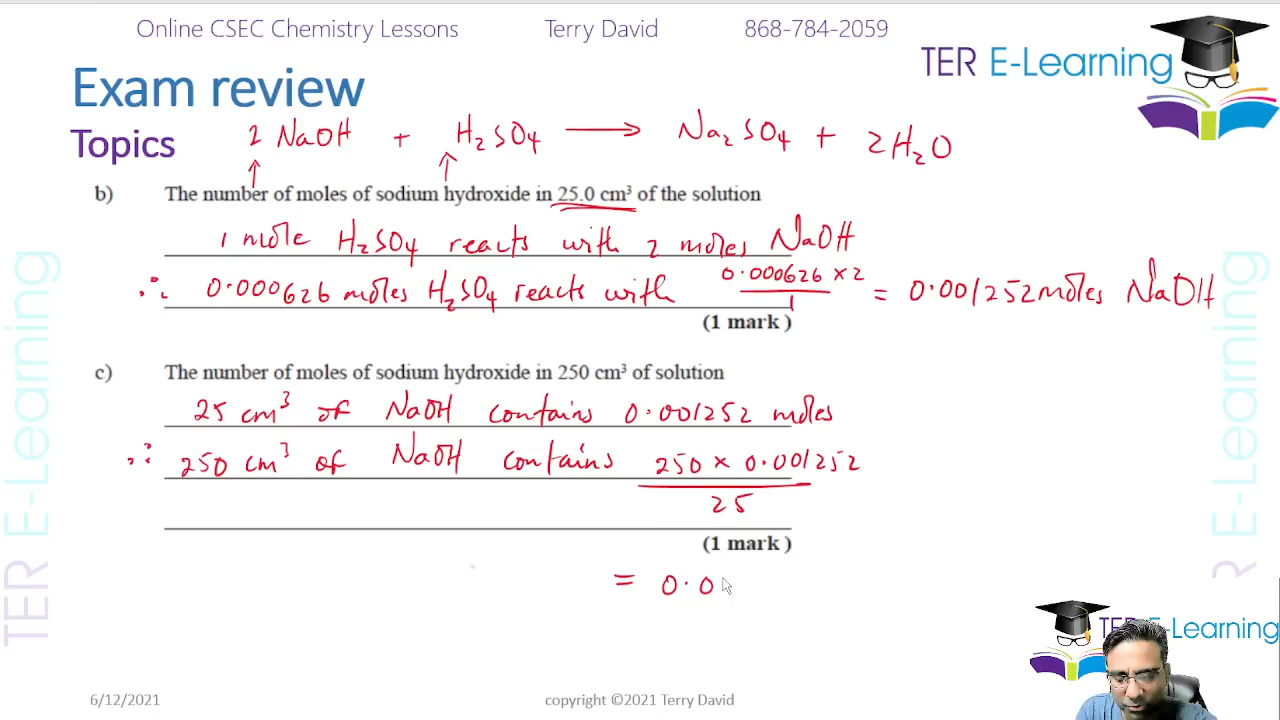 Online CSEC Chemistry Lessons Terry David 868-784-2059
TER E-Learning
Exam review
Topics
2 NaOH + H₂SO₄ → Na₂SO₄ + 2H₂O
b) The number of moles of sodium hydroxide in 25.0 cm³ of the solution
1 mole H₂SO₄ reacts with 2 moles NaOH
∴ 0.000626 moles H₂SO₄ reacts with 0.000626 × 2 / 1 = 0.001252 moles NaOH
(1 mark)
c) The number of moles of sodium hydroxide in 250 cm³ of solution
25 cm³ of NaOH contains 0.001252 moles
∴ 250 cm³ of NaOH contains 250 × 0.001252
25
(1 mark)
= 0.0
TER E-Learning
TER E-Learning
TER E-Learning
6/12/2021 copyright ©2021 Terry David